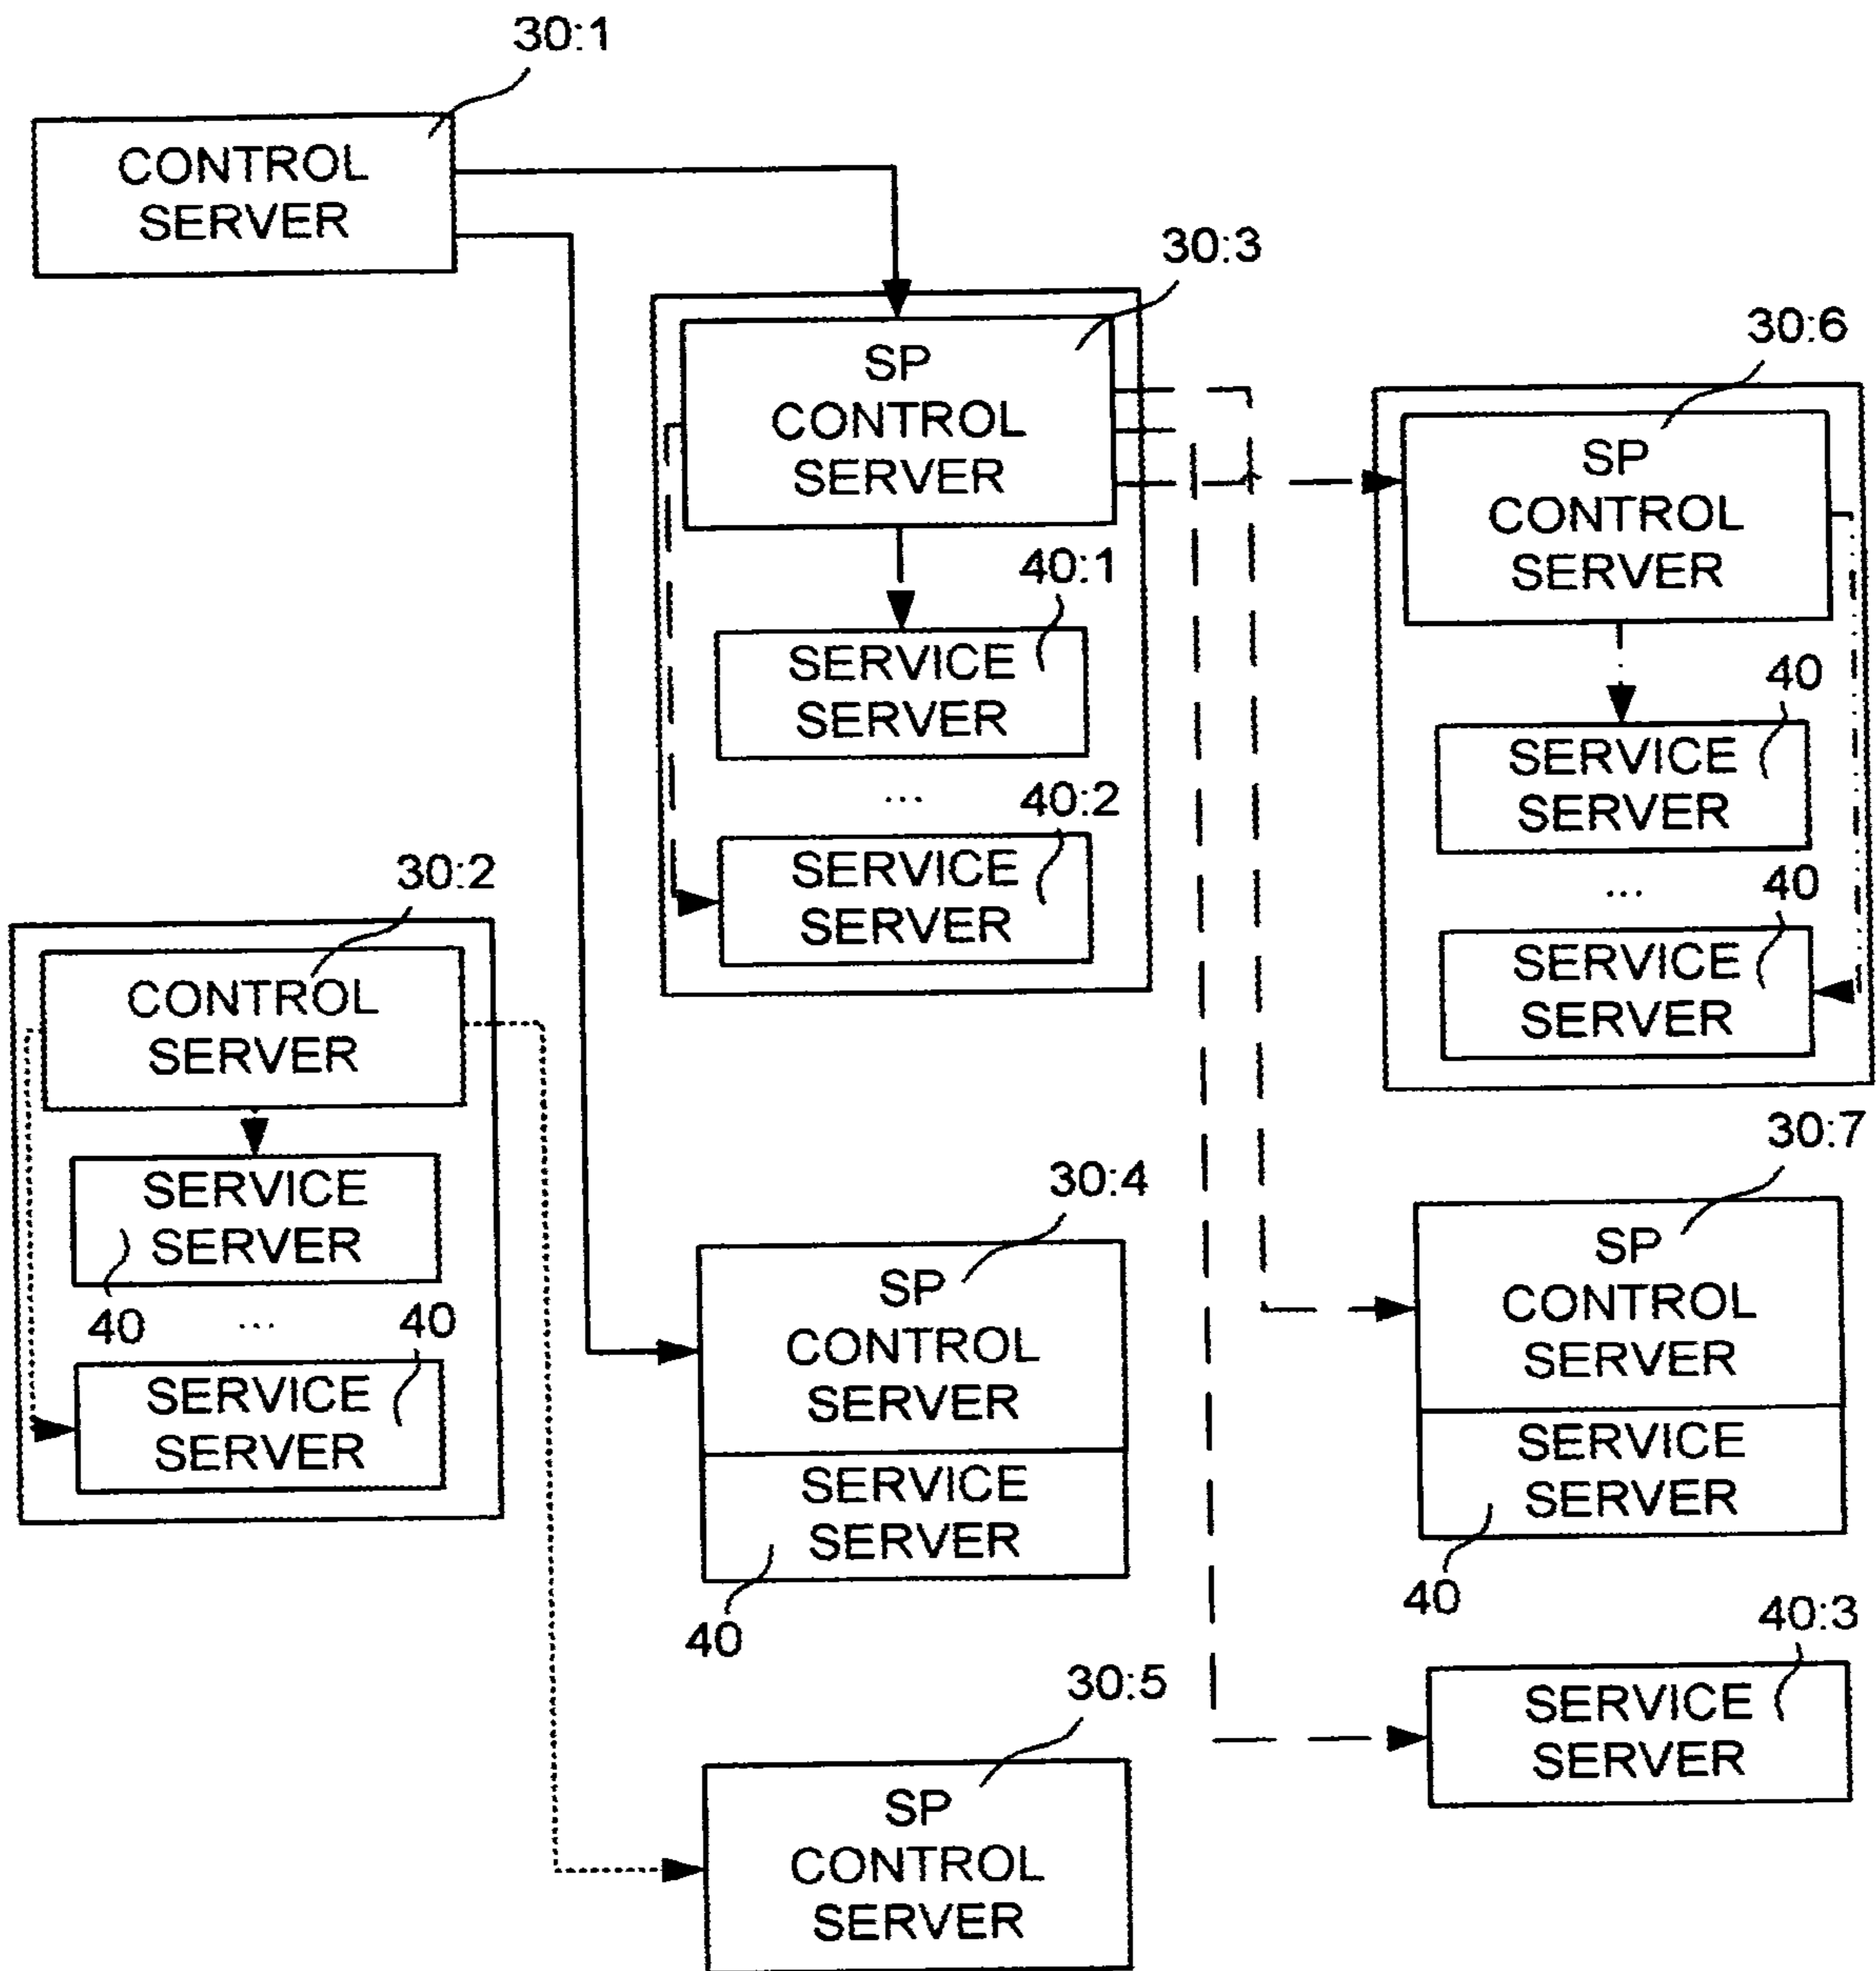 30:1
CONTROL
SERVER
30:3
SP
CONTROL
SERVER
40:1
SERVICE
SERVER
...
40:2
SERVICE
SERVER
30:6
SP
CONTROL
SERVER
40
SERVICE
SERVER
...
40
SERVICE
SERVER
30:2
CONTROL
SERVER
SERVICE
SERVER
40
...
40
SERVICE
SERVER
30:4
SP
CONTROL
SERVER
SERVICE
SERVER
40
30:7
SP
CONTROL
SERVER
SERVICE
SERVER
40
40:3
SERVICE
SERVER
30:5
SP
CONTROL
SERVER